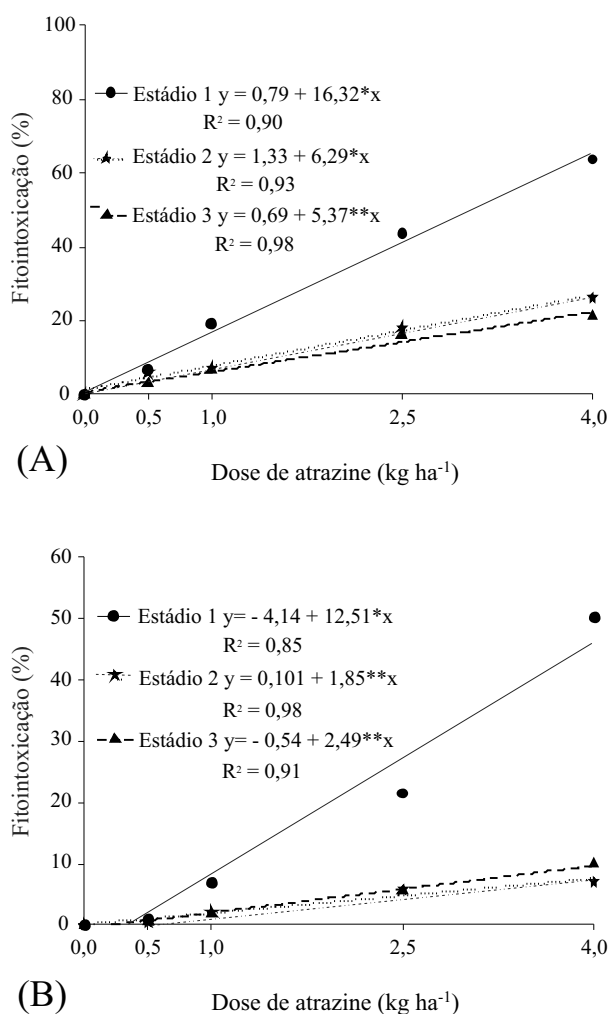 100
80
60
40
20
0
Fitointoxicação (%)
Estádio 1 y = 0,79 + 16,32*x
R² = 0,90
Estádio 2 y = 1,33 + 6,29*x
R² = 0,93
Estádio 3 y = 0,69 + 5,37**x
R² = 0,98
0,0 0,5 1,0 2,5 4,0
(A)
Dose de atrazine (kg ha⁻¹)
60
50
40
30
20
10
0
Fitointoxicação (%)
Estádio 1 y= - 4,14 + 12,51*x
R² = 0,85
Estádio 2 y = 0,101 + 1,85**x
R² = 0,98
Estádio 3 y= - 0,54 + 2,49**x
R² = 0,91
0,0 0,5 1,0 2,5 4,0
(B)
Dose de atrazine (kg ha⁻¹)